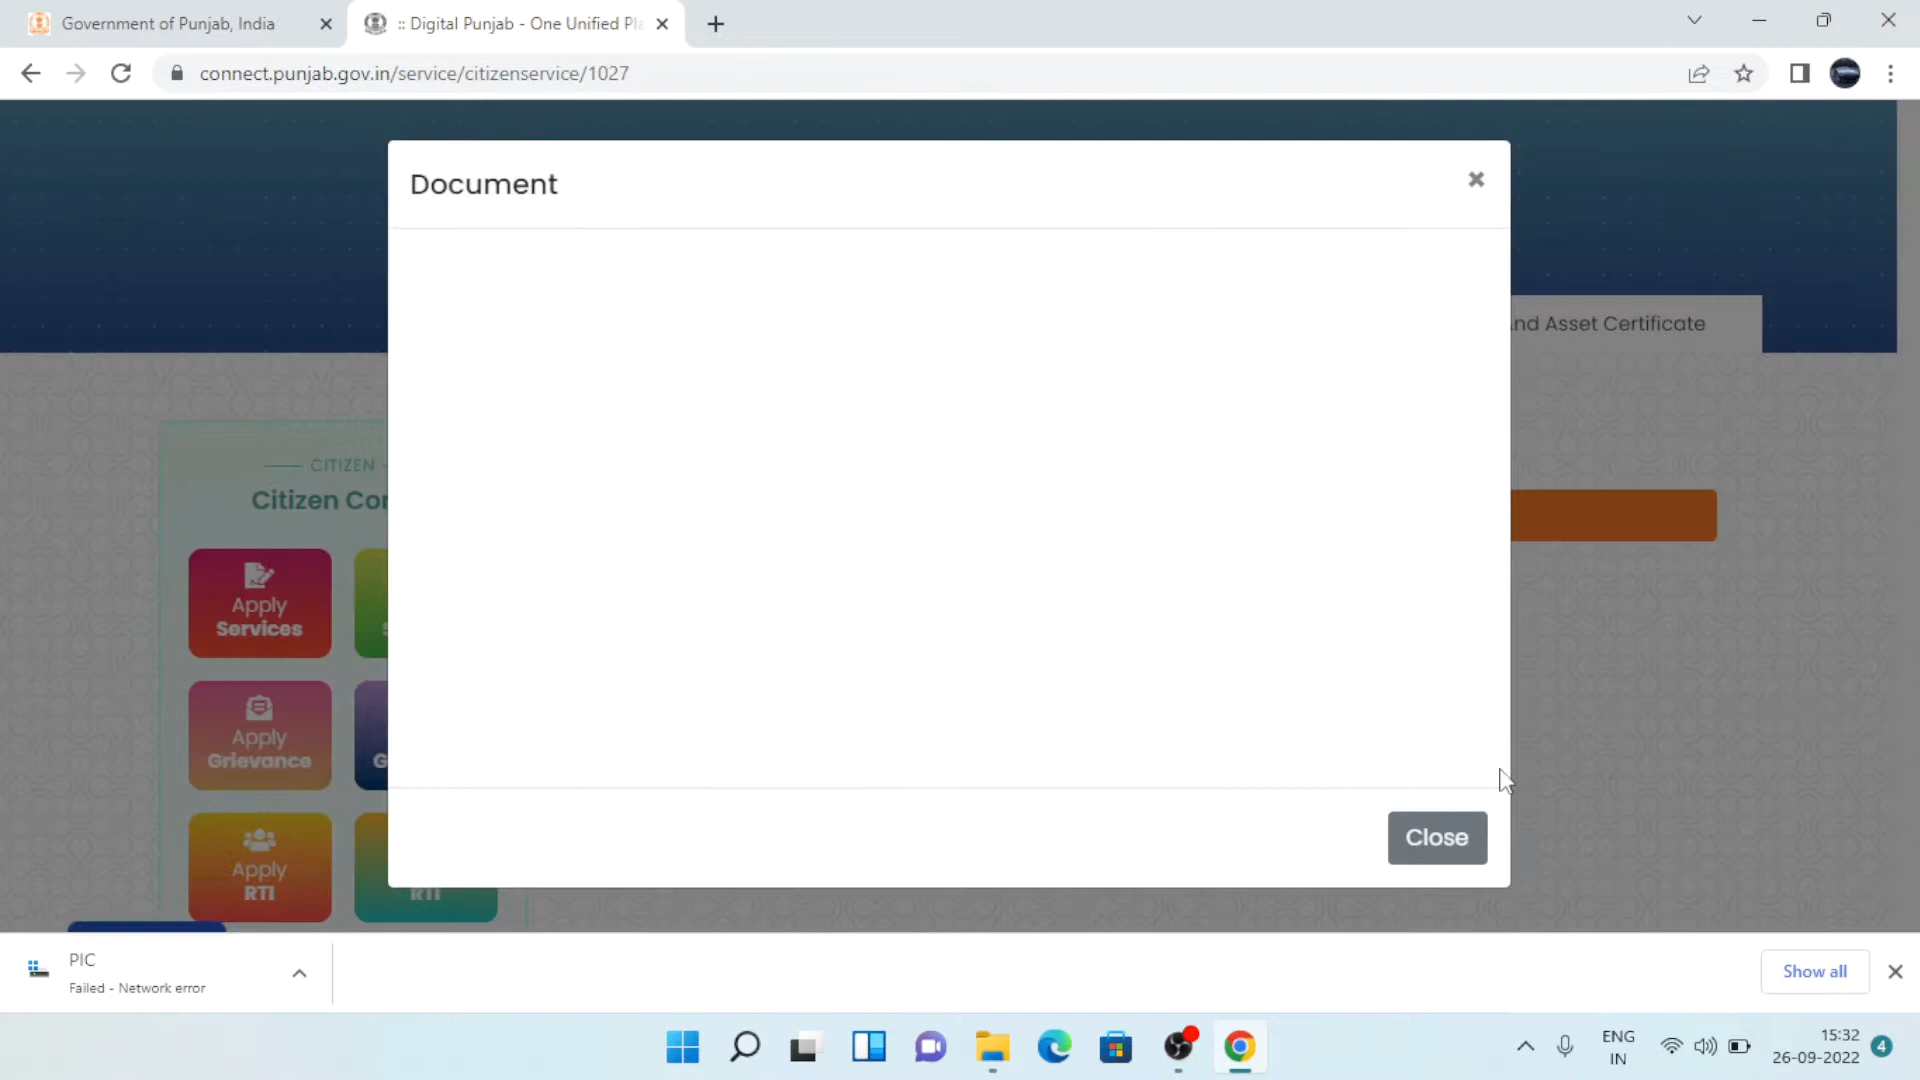 Government of Punjab, India
:: Digital Punjab - One Unified Pl
connect.punjab.gov.in/service/citizenservice/1027
Document
nd Asset Certificate
CITIZEN
Citizen Co
Apply
Services
Apply
Grievance
G
Apply
RTI
RTI
Close
PIC
Failed - Network error
Show all
ENG
IN
15:32
26-09-2022
4